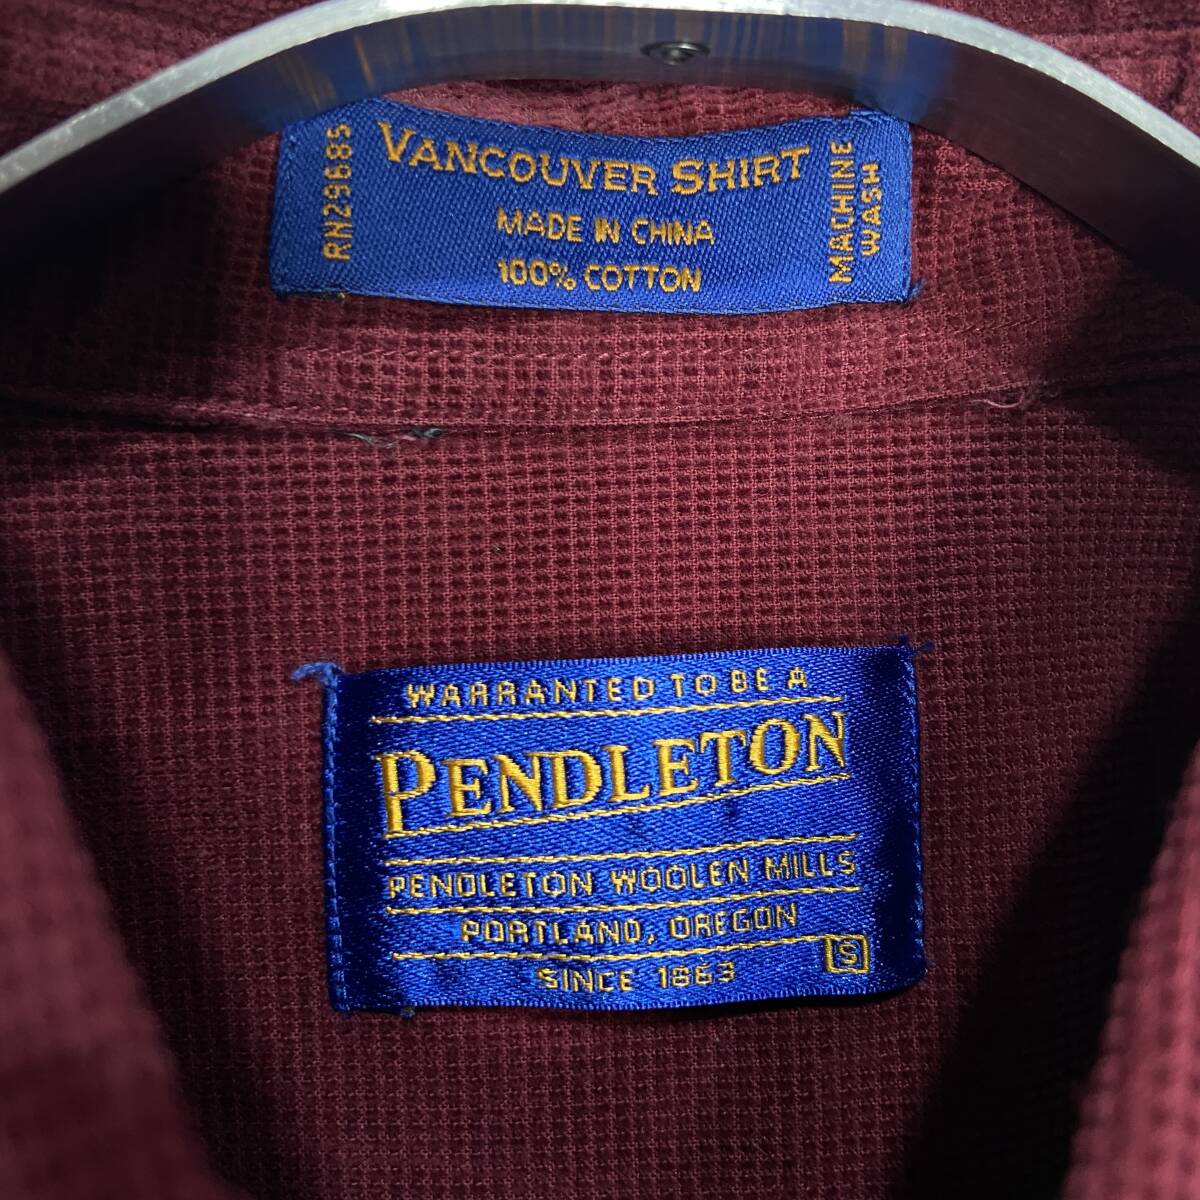 RN29685
VANCOUVER SHIRT
MADE IN CHINA
100% COTTON
MACHINE
WASH
WARRANTED TO BE A
PENDLETON
PENDLETON WOOLEN MILLS
PORTLAND, OREGON
SINCE 1863
S